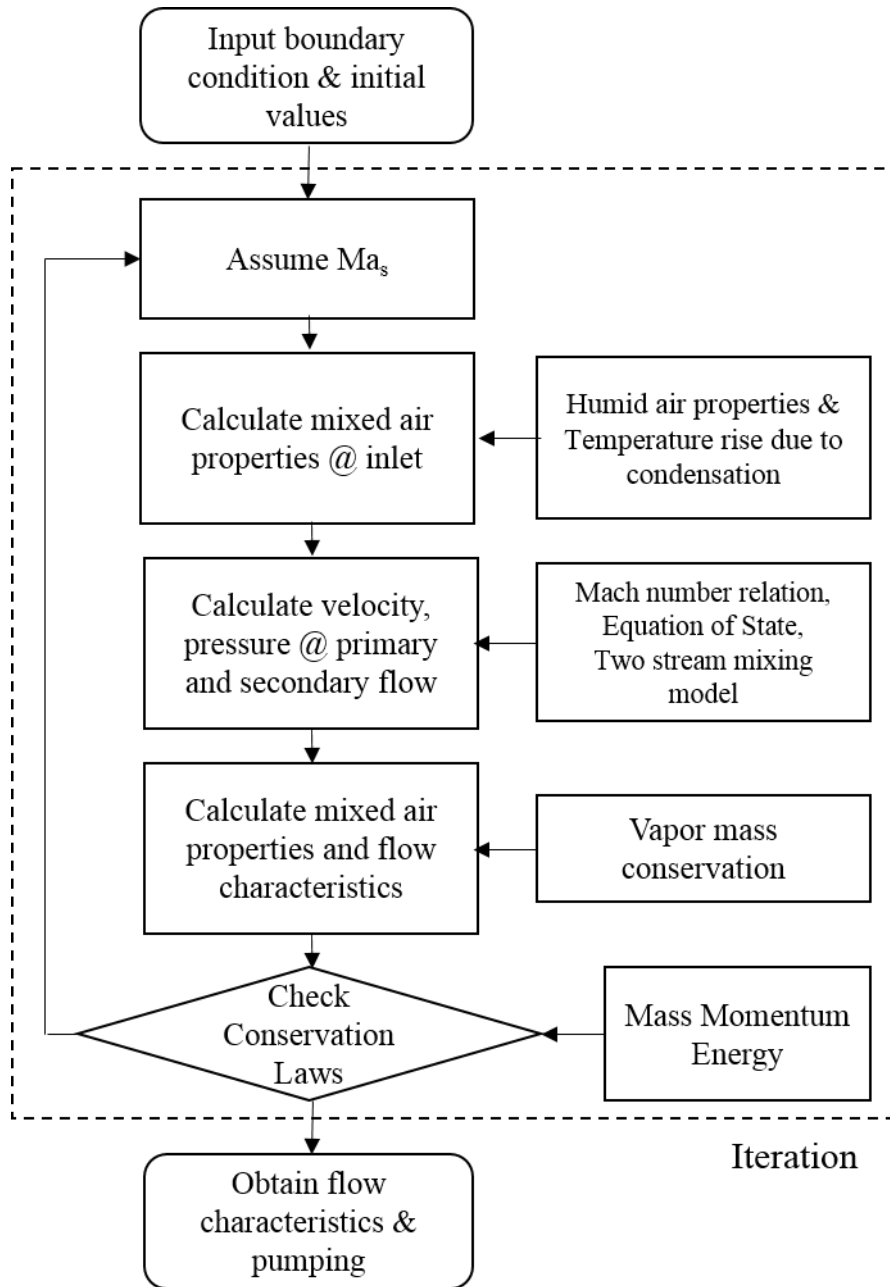 Input boundary
condition & initial
values
Assume Maₛ
Calculate mixed air
properties @ inlet
Humid air properties &
Temperature rise due to
condensation
Calculate velocity,
pressure @ primary
and secondary flow
Mach number relation,
Equation of State,
Two stream mixing
model
Calculate mixed air
properties and flow
characteristics
Vapor mass
conservation
Check
Conservation
Laws
Mass Momentum
Energy
Iteration
Obtain flow
characteristics &
pumping